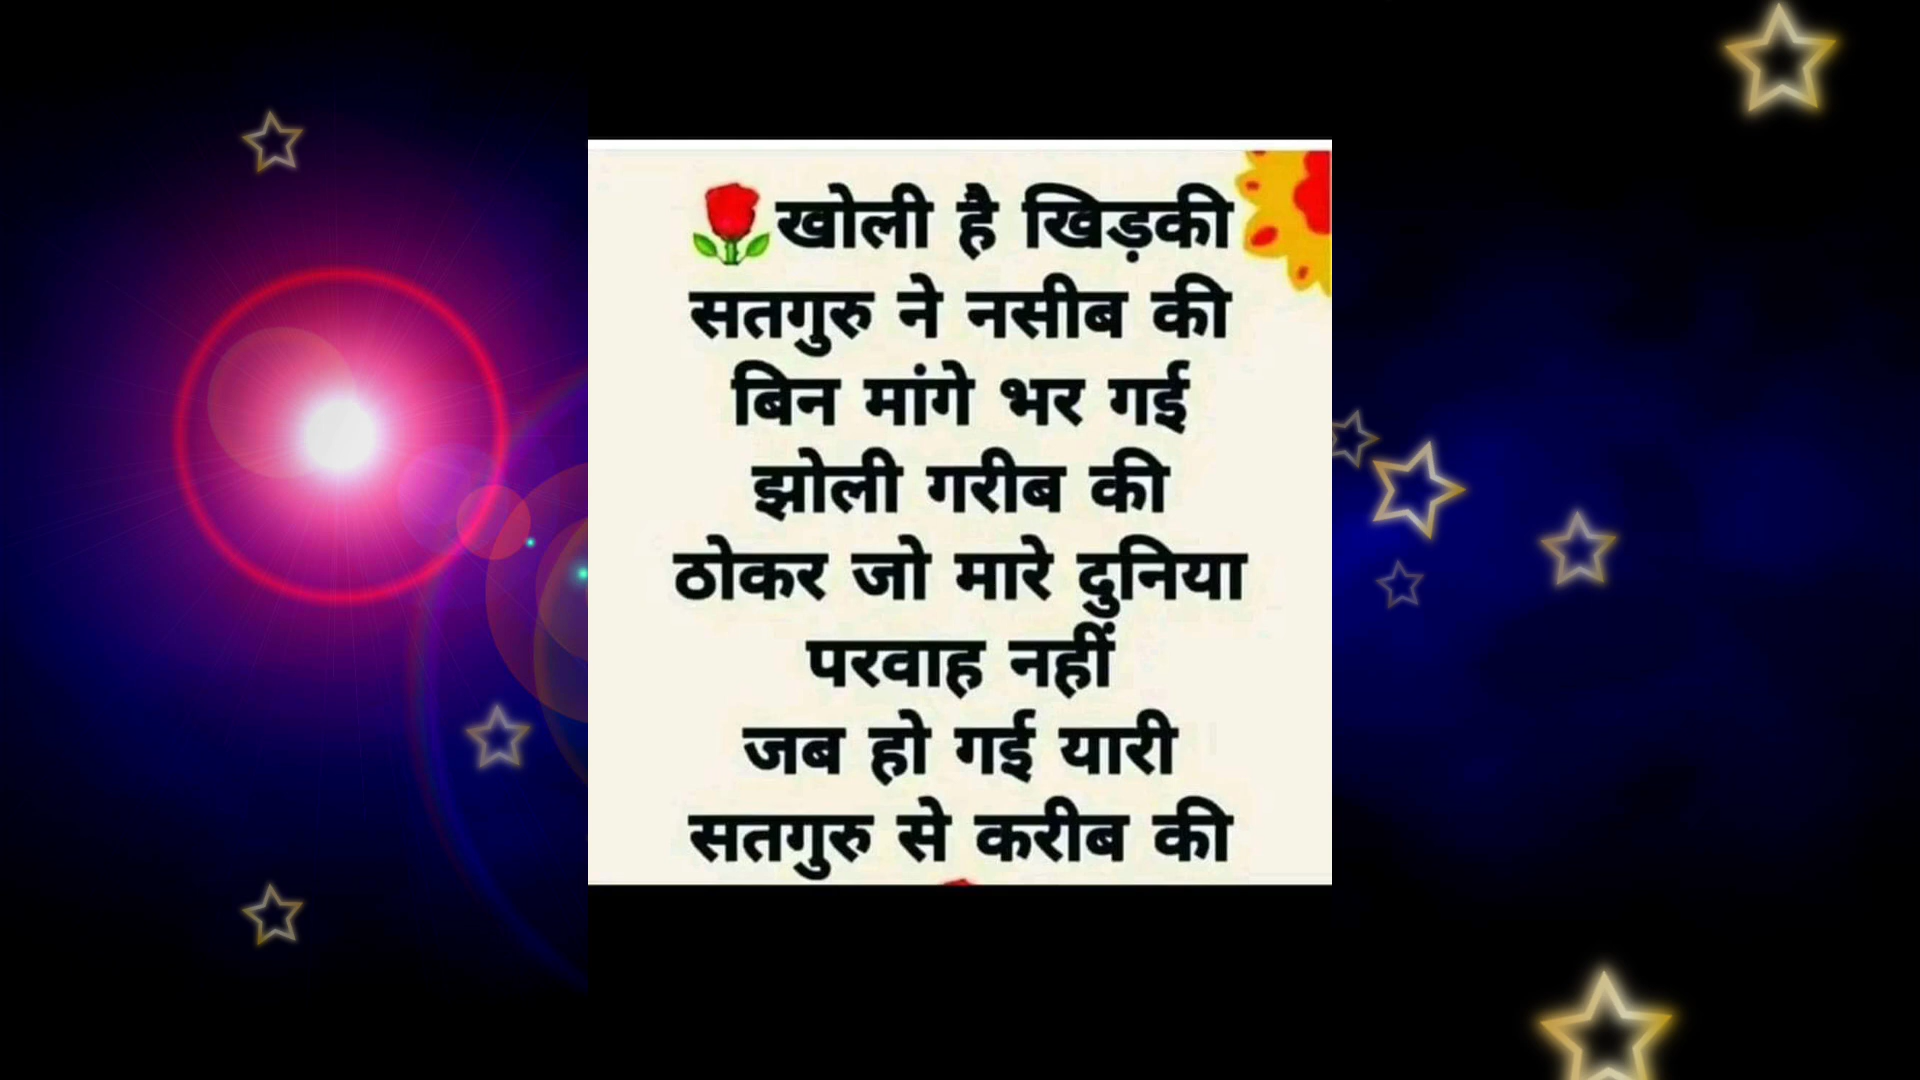 🌹खोली है खिड़की
सतगुरु ने नसीब की
बिन मांगे भर गई
झोली गरीब की
ठोकर जो मारे दुनिया
परवाह नहीं
जब हो गई यारी
सतगुरु से करीब की